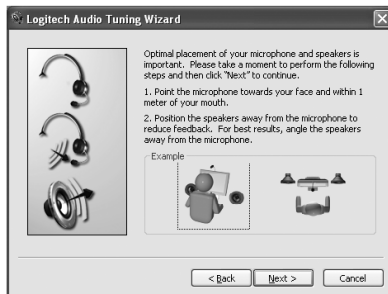 Logitech Audio Tuning Wizard
Optimal placement of your microphone and speakers is
important. Please take a moment to perform the following
steps and then click "Next" to continue.
1. Point the microphone towards your face and within 1
meter of your mouth.
2. Position the speakers away from the microphone to
reduce feedback. For best results, angle the speakers
away from the microphone.
Example
< Back
Next >
Cancel